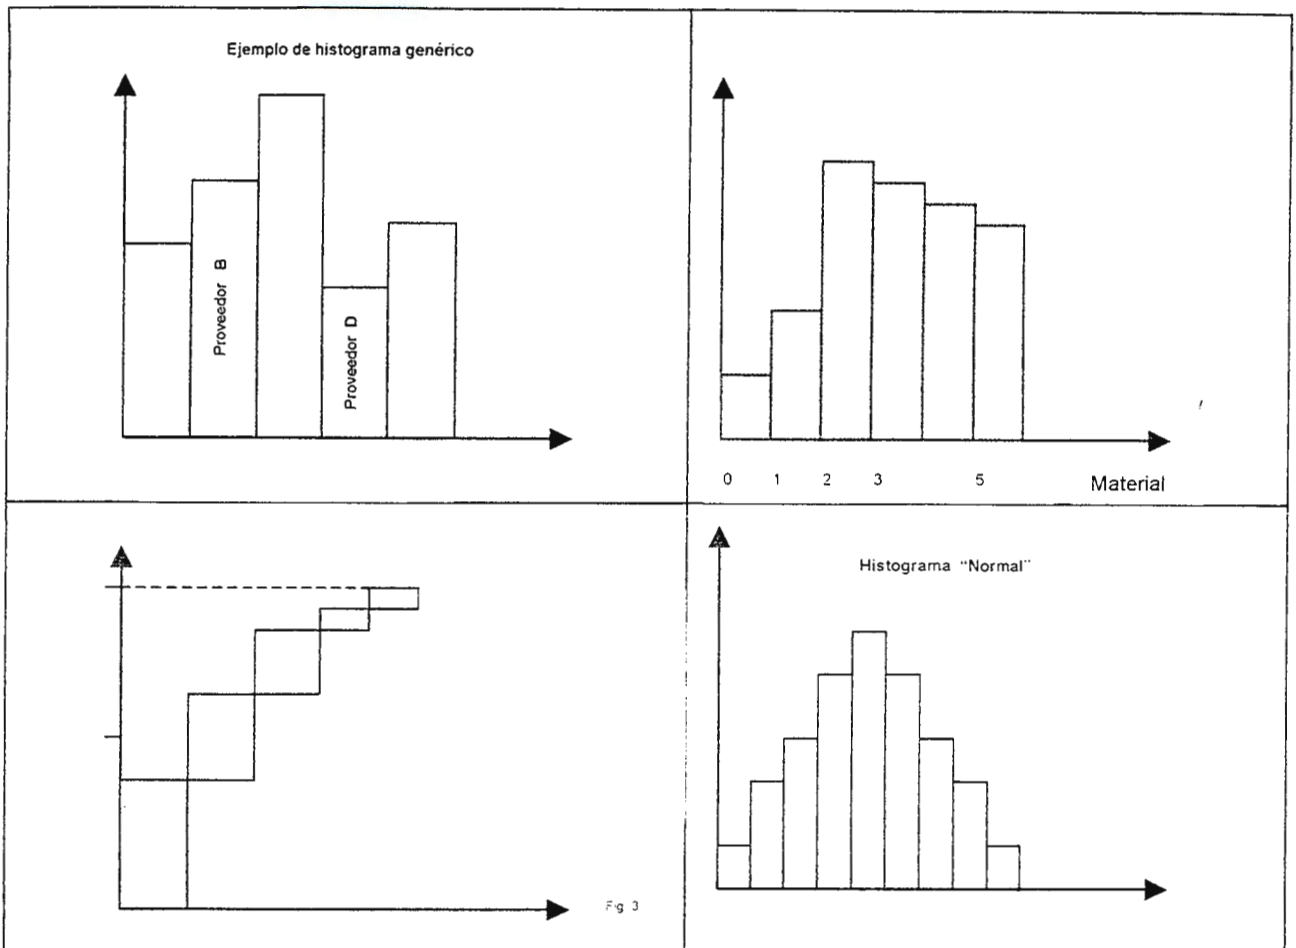 Ejemplo de histograma genérico
Proveedor B
Proveedor D
0 1 2 3 5
Material
Histograma "Normal"
Fig 3